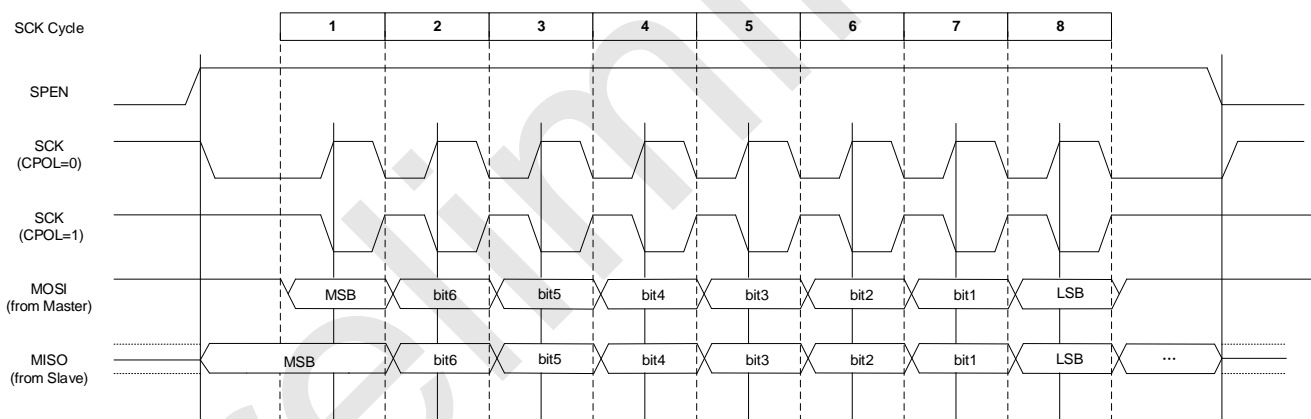 SCK Cycle 1 2 3 4 5 6 7 8
SPEN
SCK
(CPOL=0)
SCK
(CPOL=1)
MOSI
(from Master)
MSB bit6 bit5 bit4 bit3 bit2 bit1 LSB
MISO
(from Slave)
MSB bit6 bit5 bit4 bit3 bit2 bit1 LSB ...